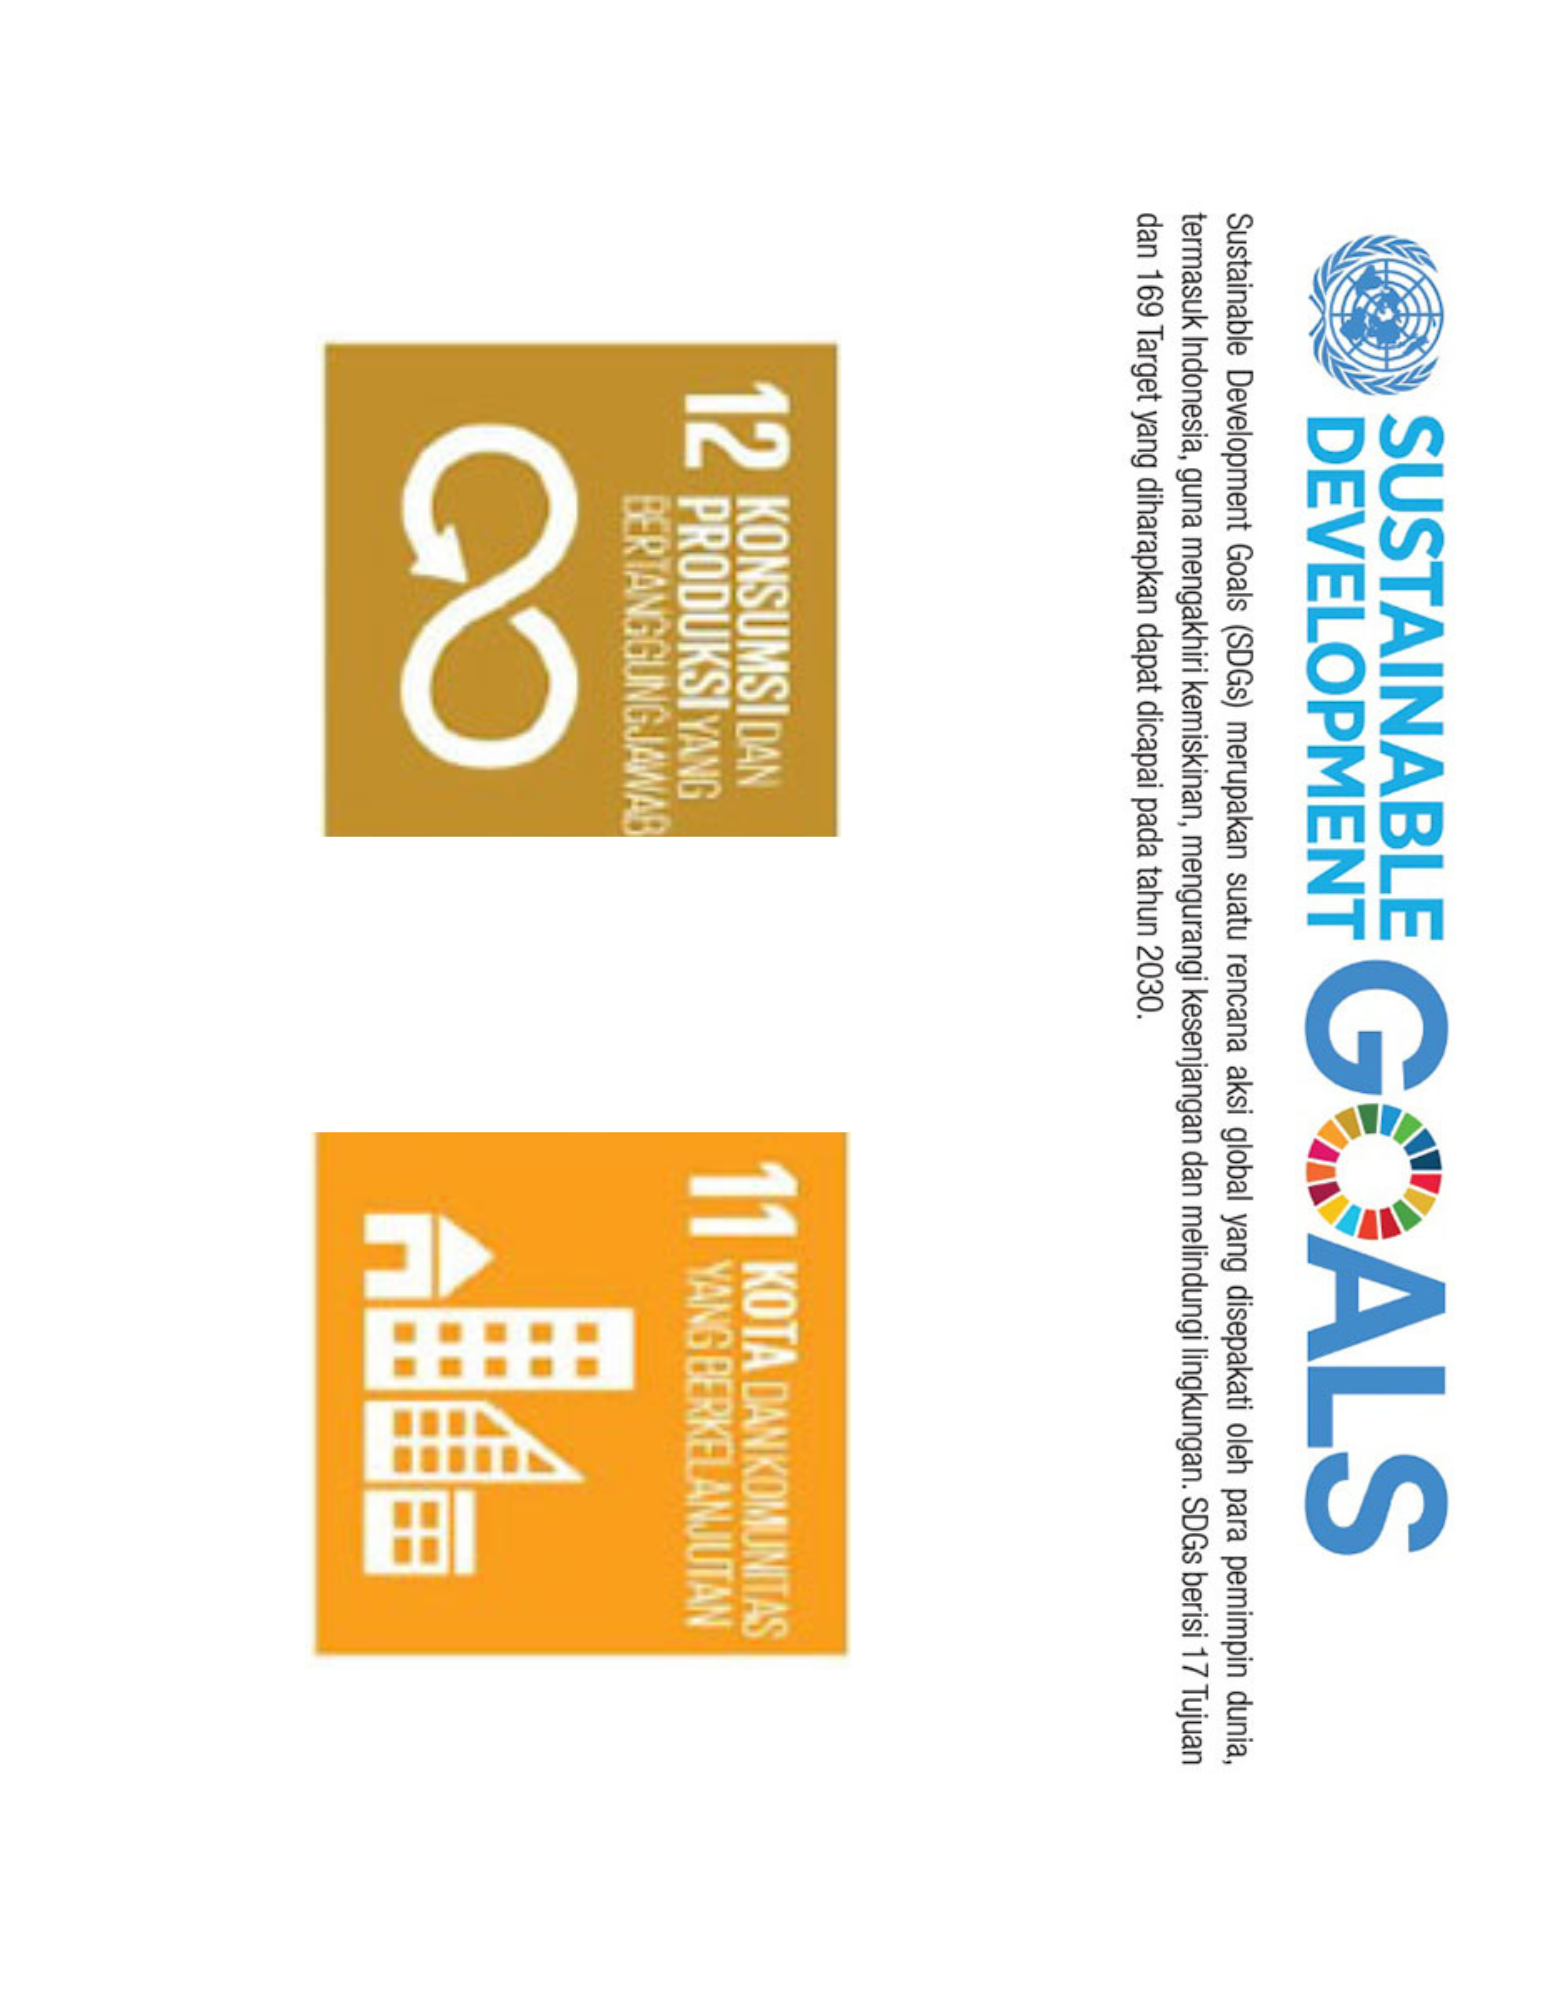 SUSTAINABLE
DEVELOPMENT
GOALS
Sustainable Development Goals (SDGs) merupakan suatu rencana aksi global yang disepakati oleh para pemimpin dunia,
termasuk Indonesia, guna mengakhiri kemiskinan, mengurangi kesenjangan dan melindungi lingkungan. SDGs berisi 17 Tujuan
dan 169 Target yang diharapkan dapat dicapai pada tahun 2030.
12 KONSUMSI DAN
PRODUKSI YANG
BERTANGGUNGJAWAB
11 KOTA DAN KOMUNITAS
YANG BERKELANJUTAN